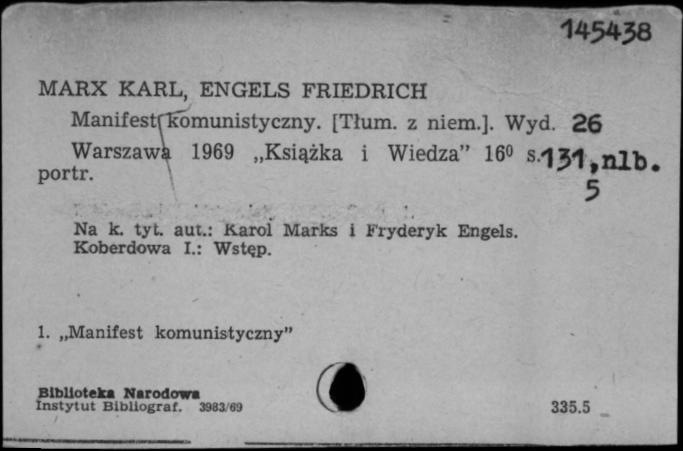 145438
MARX KARL, ENGELS FRIEDRICH
Manifest komunistyczny. [Tłum. z niem.]. Wyd. 26
Warszawa 1969 „Książka i Wiedza” 16⁰ s.131, nlb.
portr. 5
Na k. tyt. aut.: Karol Marks i Fryderyk Engels.
Koberdowa I.: Wstęp.
1. „Manifest komunistyczny”
Biblioteka Narodowa
Instytut Bibliograf. 3983/69 335.5